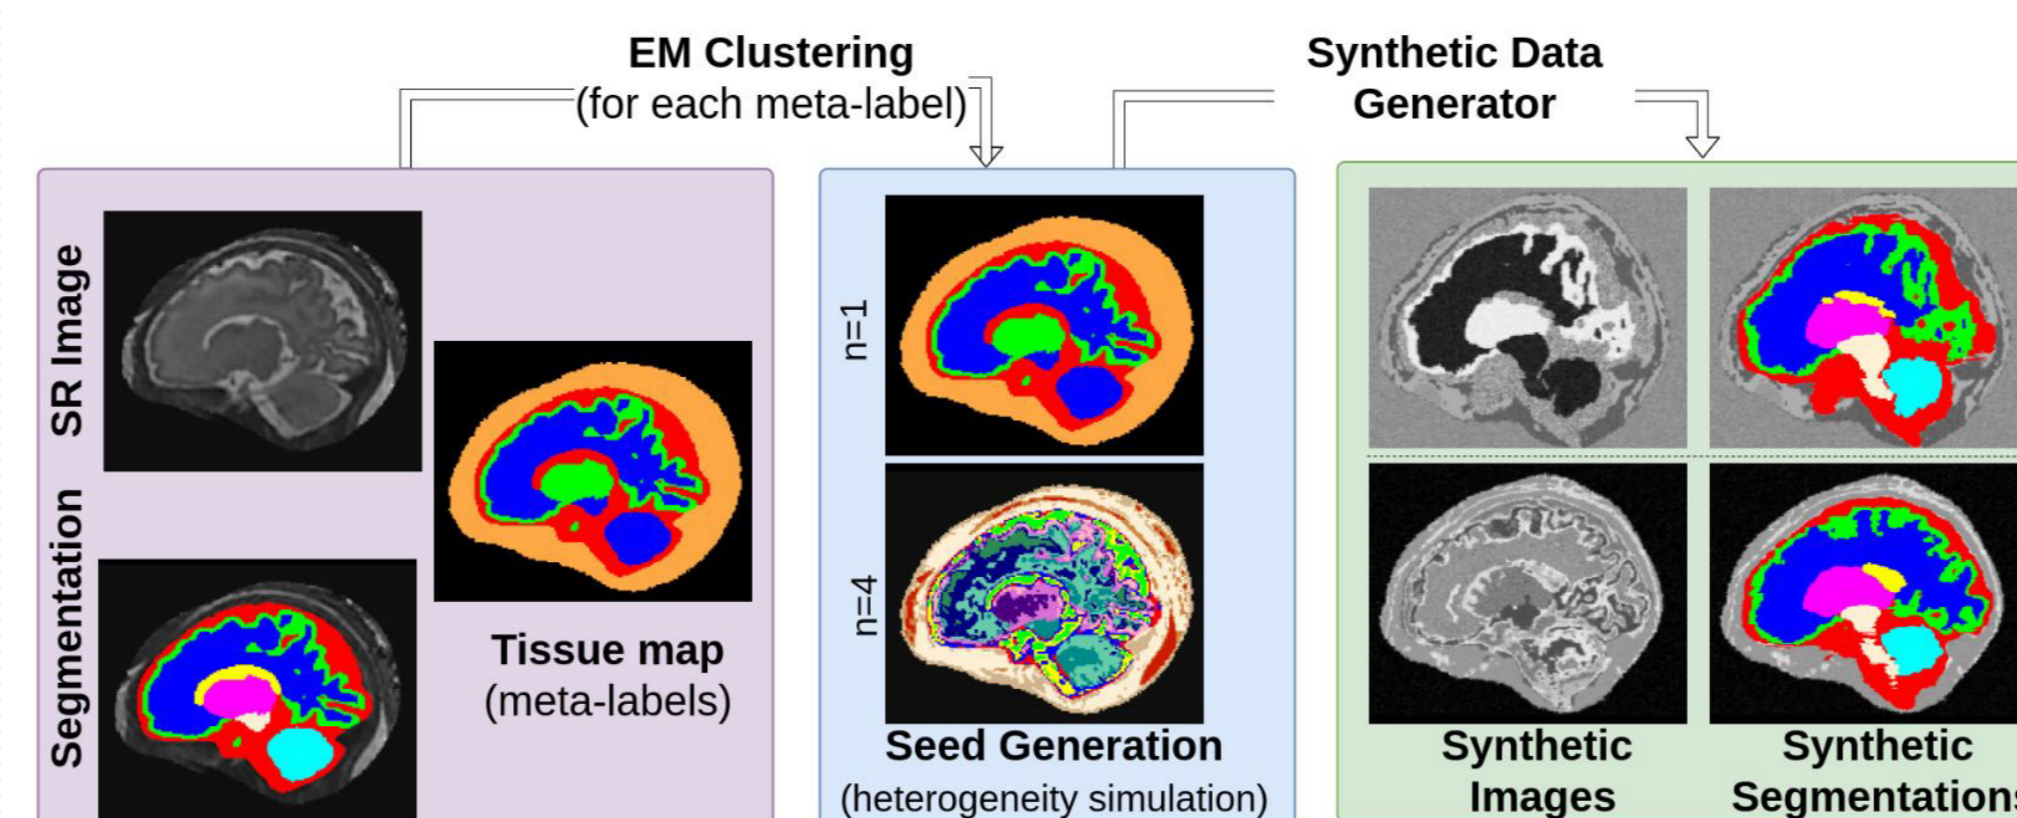 EM Clustering
(for each meta-label)
Synthetic Data
Generator
SR Image
Segmentation
Tissue map
(meta-labels)
n=1
n=4
Seed Generation
(heterogeneity simulation)
Synthetic
Images
Synthetic
Segmentations